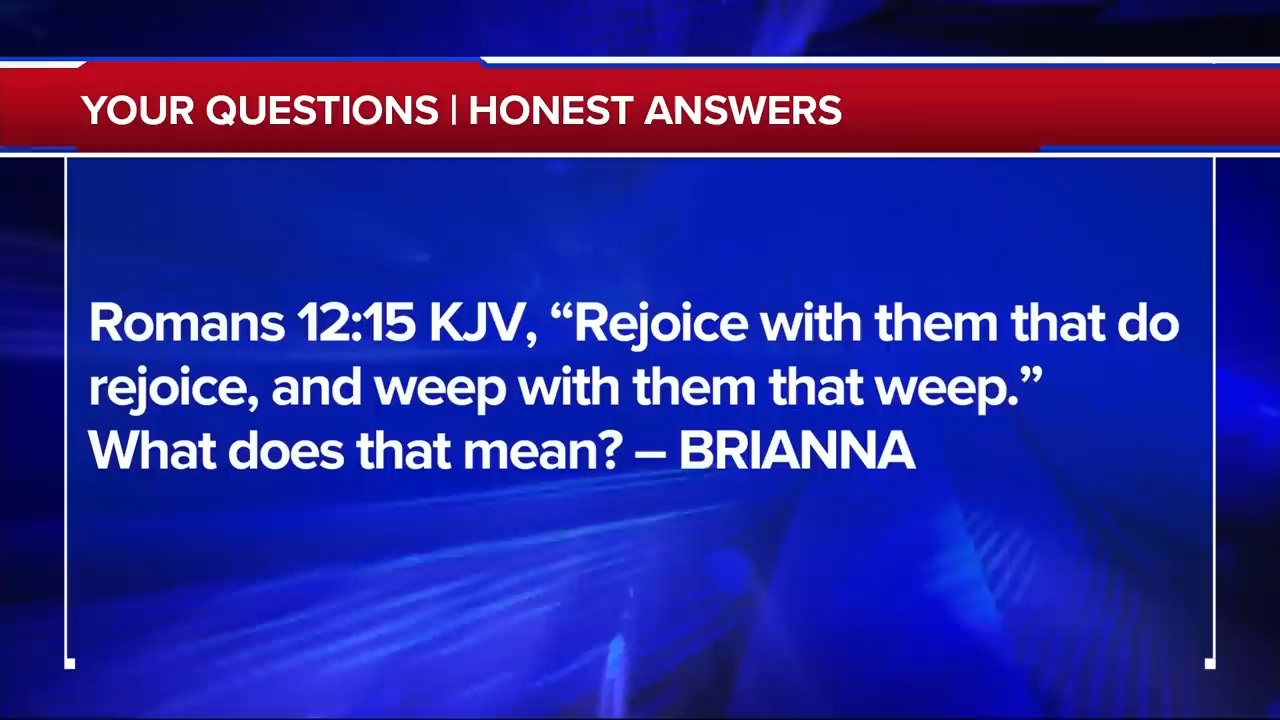 YOUR QUESTIONS | HONEST ANSWERS
Romans 12:15 KJV, “Rejoice with them that do
rejoice, and weep with them that weep.”
What does that mean? – BRIANNA